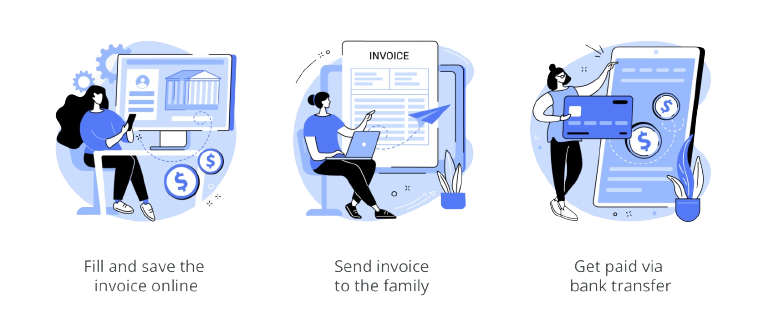 INVOICE
Fill and save the
invoice online
Send invoice
to the family
Get paid via
bank transfer